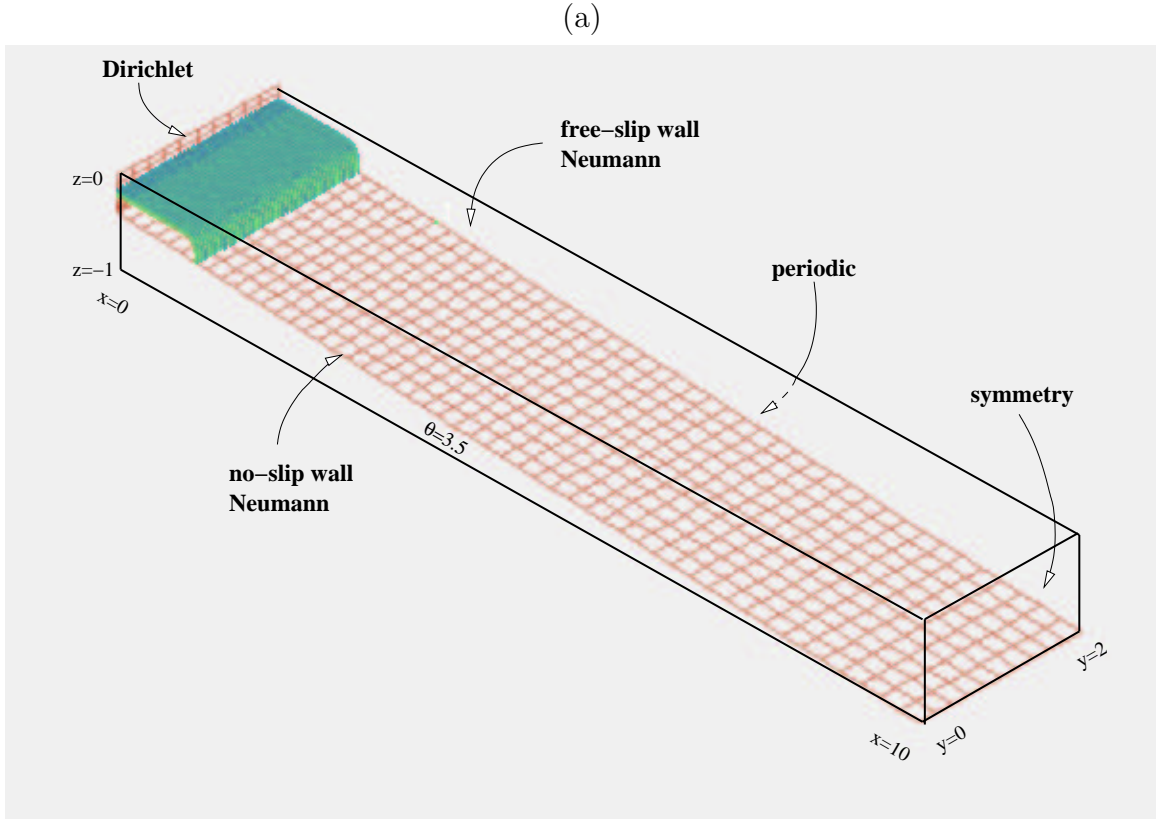 (a)
Dirichlet
free−slip wall
Neumann
z=0
z=−1
x=0
periodic
symmetry
θ=3.5
no−slip wall
Neumann
y=2
x=10
y=0